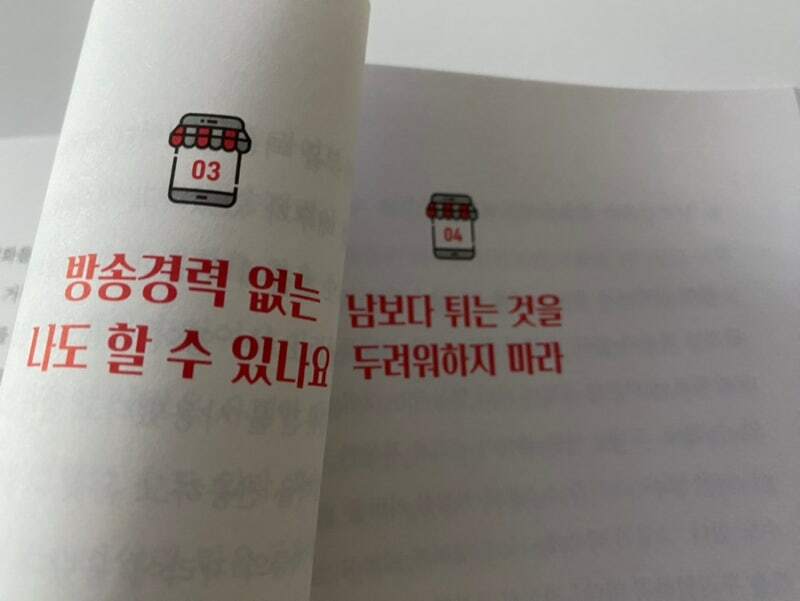 03
방송경력 없는
나도 할 수 있나요
04
남보다 튀는 것을
두려워하지 마라